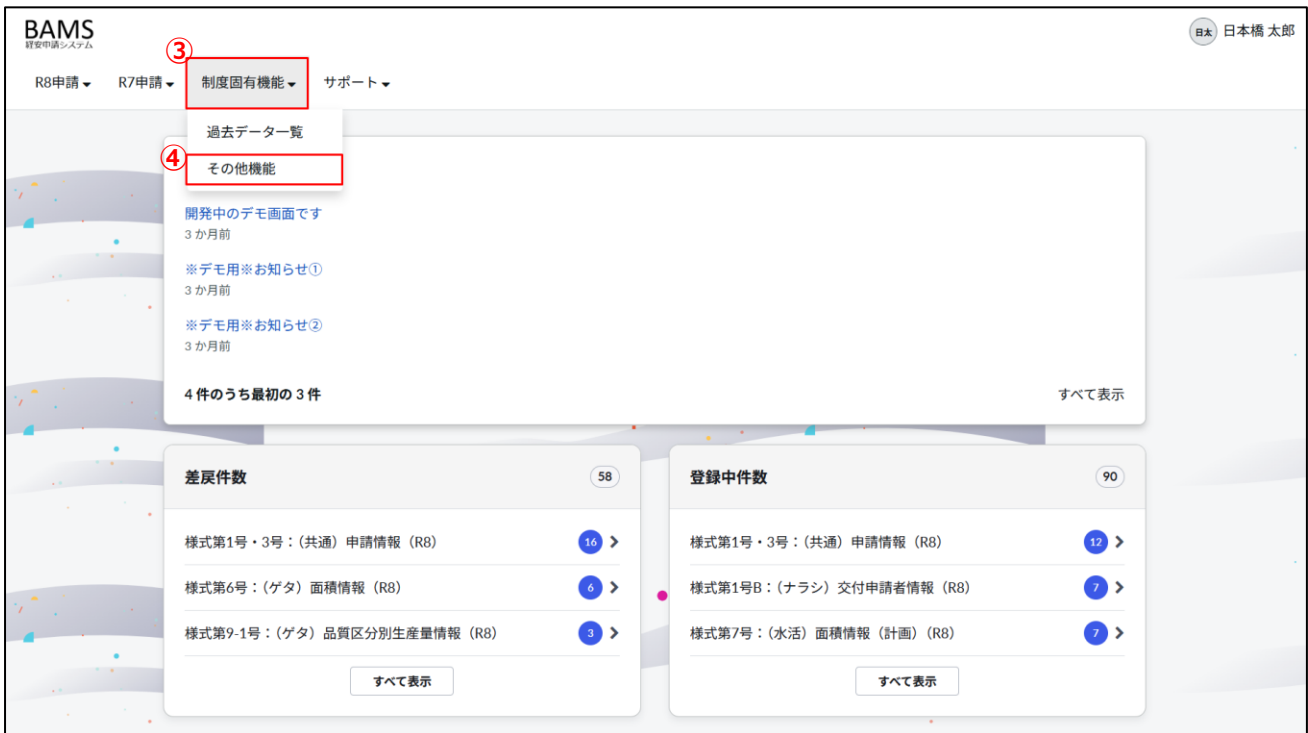 BAMS
経安申請システム
日太 日本橋 太郎
③
R8申請 R7申請 制度固有機能 サポート
過去データ一覧
④
その他機能
開発中のデモ画面です
3 か月前
※デモ用※お知らせ①
3 か月前
※デモ用※お知らせ②
3 か月前
4 件のうち最初の 3 件 すべて表示
差戻件数 58
様式第1号・3号：（共通）申請情報（R8） 16
様式第6号：（ゲタ）面積情報（R8） 6
様式第9-1号：（ゲタ）品質区分別生産量情報（R8） 3
すべて表示
登録中件数 90
様式第1号・3号：（共通）申請情報（R8） 12
様式第1号B：（ナラシ）交付申請者情報（R8） 7
様式第7号：（水活）面積情報（計画）（R8） 7
すべて表示